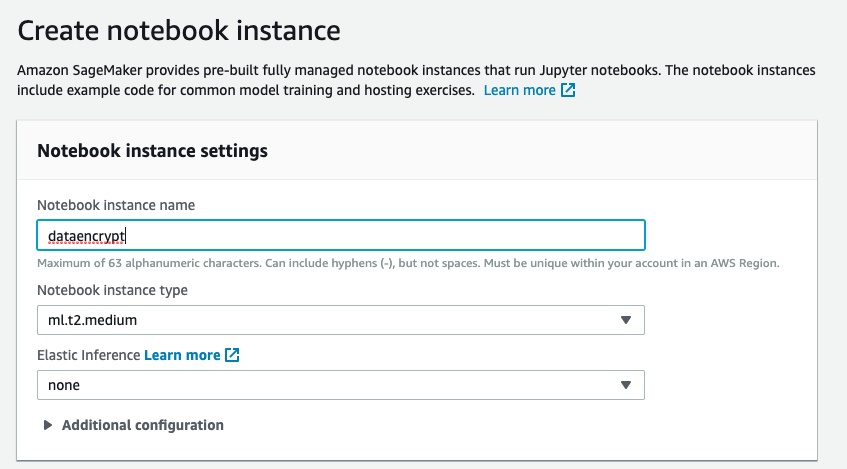 Create notebook instance
Amazon SageMaker provides pre-built fully managed notebook instances that run Jupyter notebooks. The notebook instances
include example code for common model training and hosting exercises. Learn more
Notebook instance settings
Notebook instance name
dataencrypt
Maximum of 63 alphanumeric characters. Can include hyphens (-), but not spaces. Must be unique within your account in an AWS Region.
Notebook instance type
ml.t2.medium
Elastic Inference Learn more
none
Additional configuration